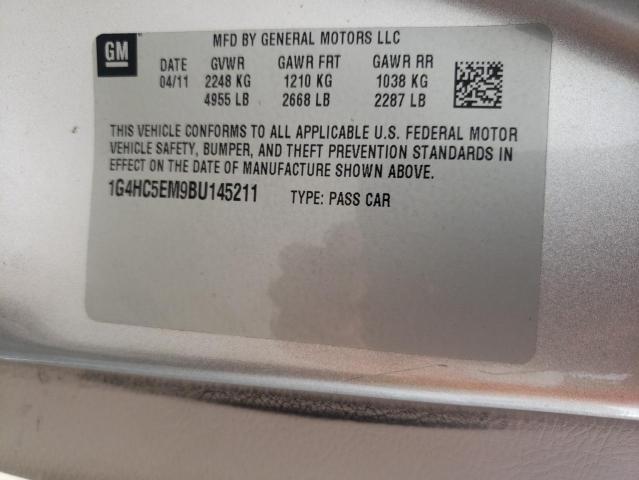 GM
MFD BY GENERAL MOTORS LLC
DATE GVWR GAWR FRT GAWR RR
04/11 2248 KG 1210 KG 1038 KG
4955 LB 2668 LB 2287 LB
THIS VEHICLE CONFORMS TO ALL APPLICABLE U.S. FEDERAL MOTOR
VEHICLE SAFETY, BUMPER, AND THEFT PREVENTION STANDARDS IN
EFFECT ON THE DATE OF MANUFACTURE SHOWN ABOVE.
1G4HC5EM9BU145211 TYPE: PASS CAR